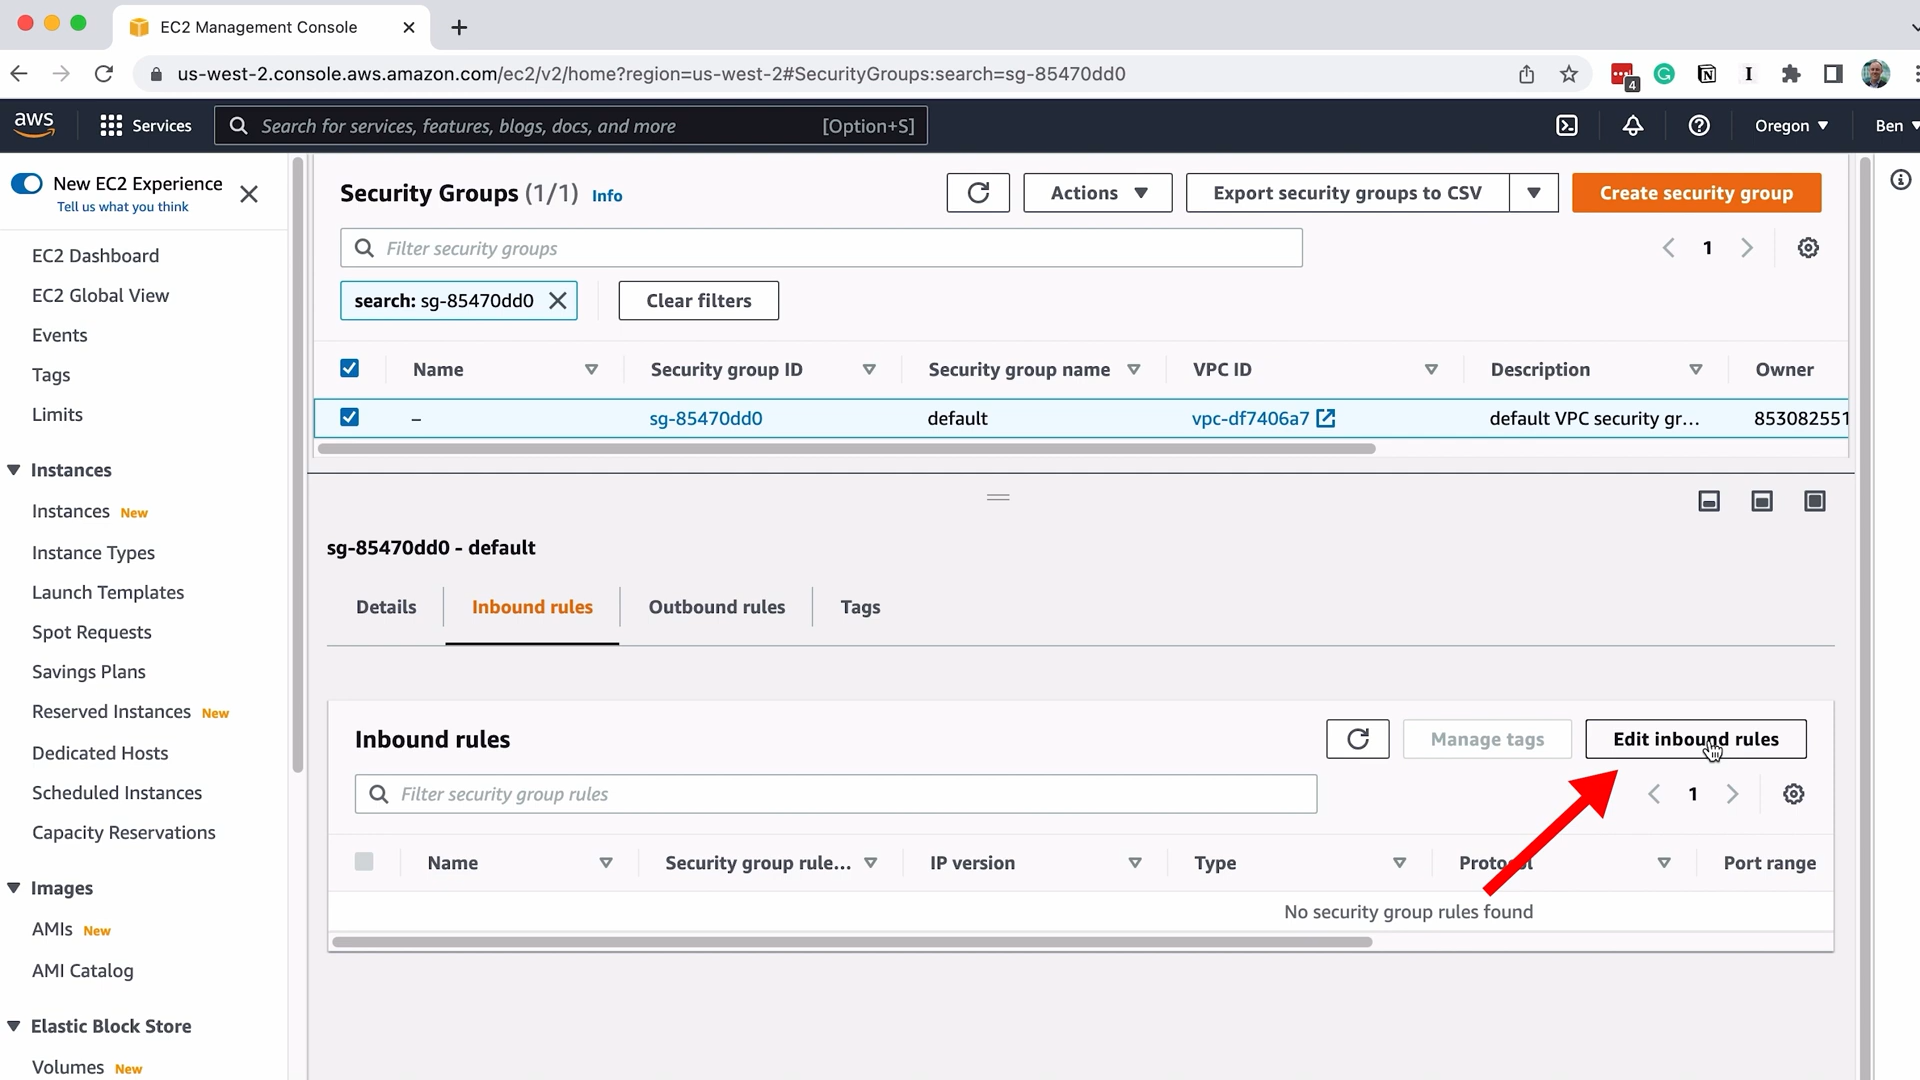 EC2 Management Console
us-west-2.console.aws.amazon.com/ec2/v2/home?region=us-west-2#SecurityGroups:search=sg-85470dd0
4
aws
Services
Search for services, features, blogs, docs, and more
[Option+S]
Oregon
Ben
New EC2 Experience
Tell us what you think
EC2 Dashboard
EC2 Global View
Events
Tags
Limits
Instances
Instances New
Instance Types
Launch Templates
Spot Requests
Savings Plans
Reserved Instances New
Dedicated Hosts
Scheduled Instances
Capacity Reservations
Images
AMIs New
AMI Catalog
Elastic Block Store
Volumes New
Security Groups (1/1) Info
Actions
Export security groups to CSV
Create security group
Filter security groups
1
search: sg-85470dd0
Clear filters
Name Security group ID Security group name VPC ID Description Owner
– sg-85470dd0 default vpc-df7406a7 default VPC security gr... 853082551
sg-85470dd0 - default
Details Inbound rules Outbound rules Tags
Inbound rules
Manage tags
Edit inbound rules
Filter security group rules
1
Name Security group rule... IP version Type Protocol Port range
No security group rules found